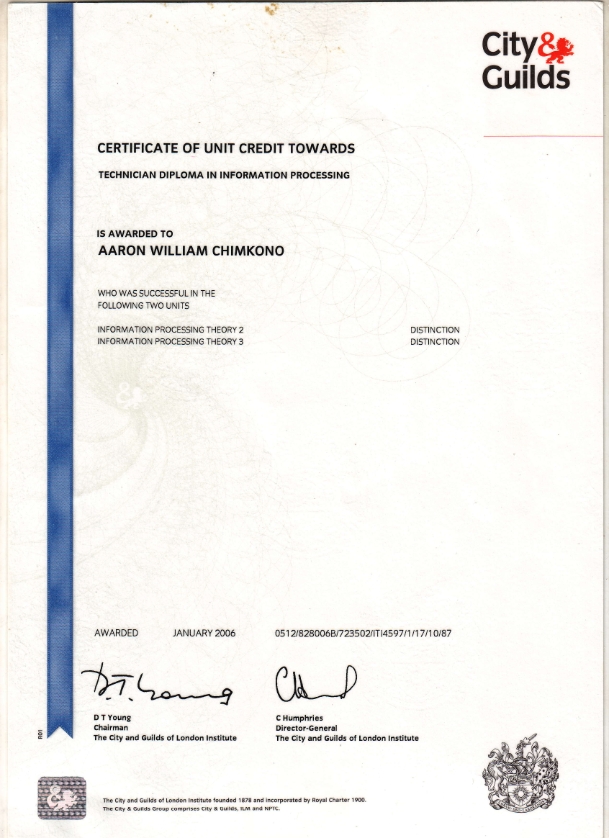 City&
Guilds
CERTIFICATE OF UNIT CREDIT TOWARDS
TECHNICIAN DIPLOMA IN INFORMATION PROCESSING
IS AWARDED TO
AARON WILLIAM CHIMKONO
WHO WAS SUCCESSFUL IN THE
FOLLOWING TWO UNITS
INFORMATION PROCESSING THEORY 2 DISTINCTION
INFORMATION PROCESSING THEORY 3 DISTINCTION
AWARDED JANUARY 2006 0512/828006B/723502/ITI4597/1/17/10/87
D.T. Young
D T Young C Humphries
Chairman Director-General
The City and Guilds of London Institute The City and Guilds of London Institute
R01
The City and Guilds of London Institute founded 1878 and incorporated by Royal Charter 1900.
The City & Guilds Group comprises City & Guilds, ILM and NPTC.